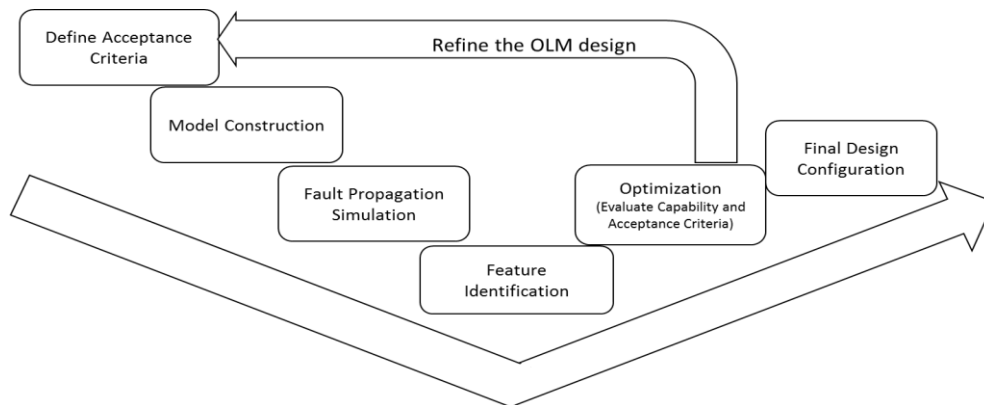 Define Acceptance
Criteria
Refine the OLM design
Model Construction
Final Design
Configuration
Fault Propagation
Simulation
Optimization
(Evaluate Capability and
Acceptance Criteria)
Feature
Identification